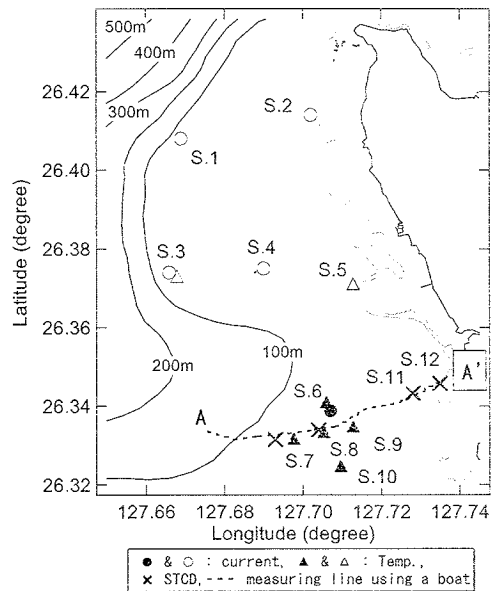 500m
400m
300m
26.42
S.2
26.40
S.1
26.38
S.3
S.4
S.5
Latitude (degree)
26.36
200m
100m
S.12
S.11
A'
S.6
26.34
A
S.7
S.8
S.9
S.10
26.32
127.66 127.68 127.70 127.72 127.74
Longitude (degree)
● & ○ : current, ▲ & △ : Temp.,
× STCD, ---- measuring line using a boat